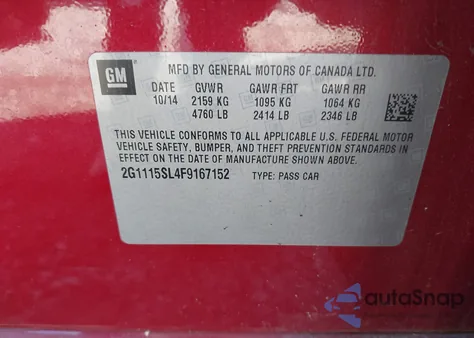 GM
MFD BY GENERAL MOTORS OF CANADA LTD.
DATE GVWR GAWR FRT GAWR RR
10/14 2159 KG 1095 KG 1064 KG
4760 LB 2414 LB 2346 LB
THIS VEHICLE CONFORMS TO ALL APPLICABLE U.S. FEDERAL MOTOR
VEHICLE SAFETY, BUMPER, AND THEFT PREVENTION STANDARDS IN
EFFECT ON THE DATE OF MANUFACTURE SHOWN ABOVE.
2G1115SL4F9167152 TYPE: PASS CAR
autoSnap